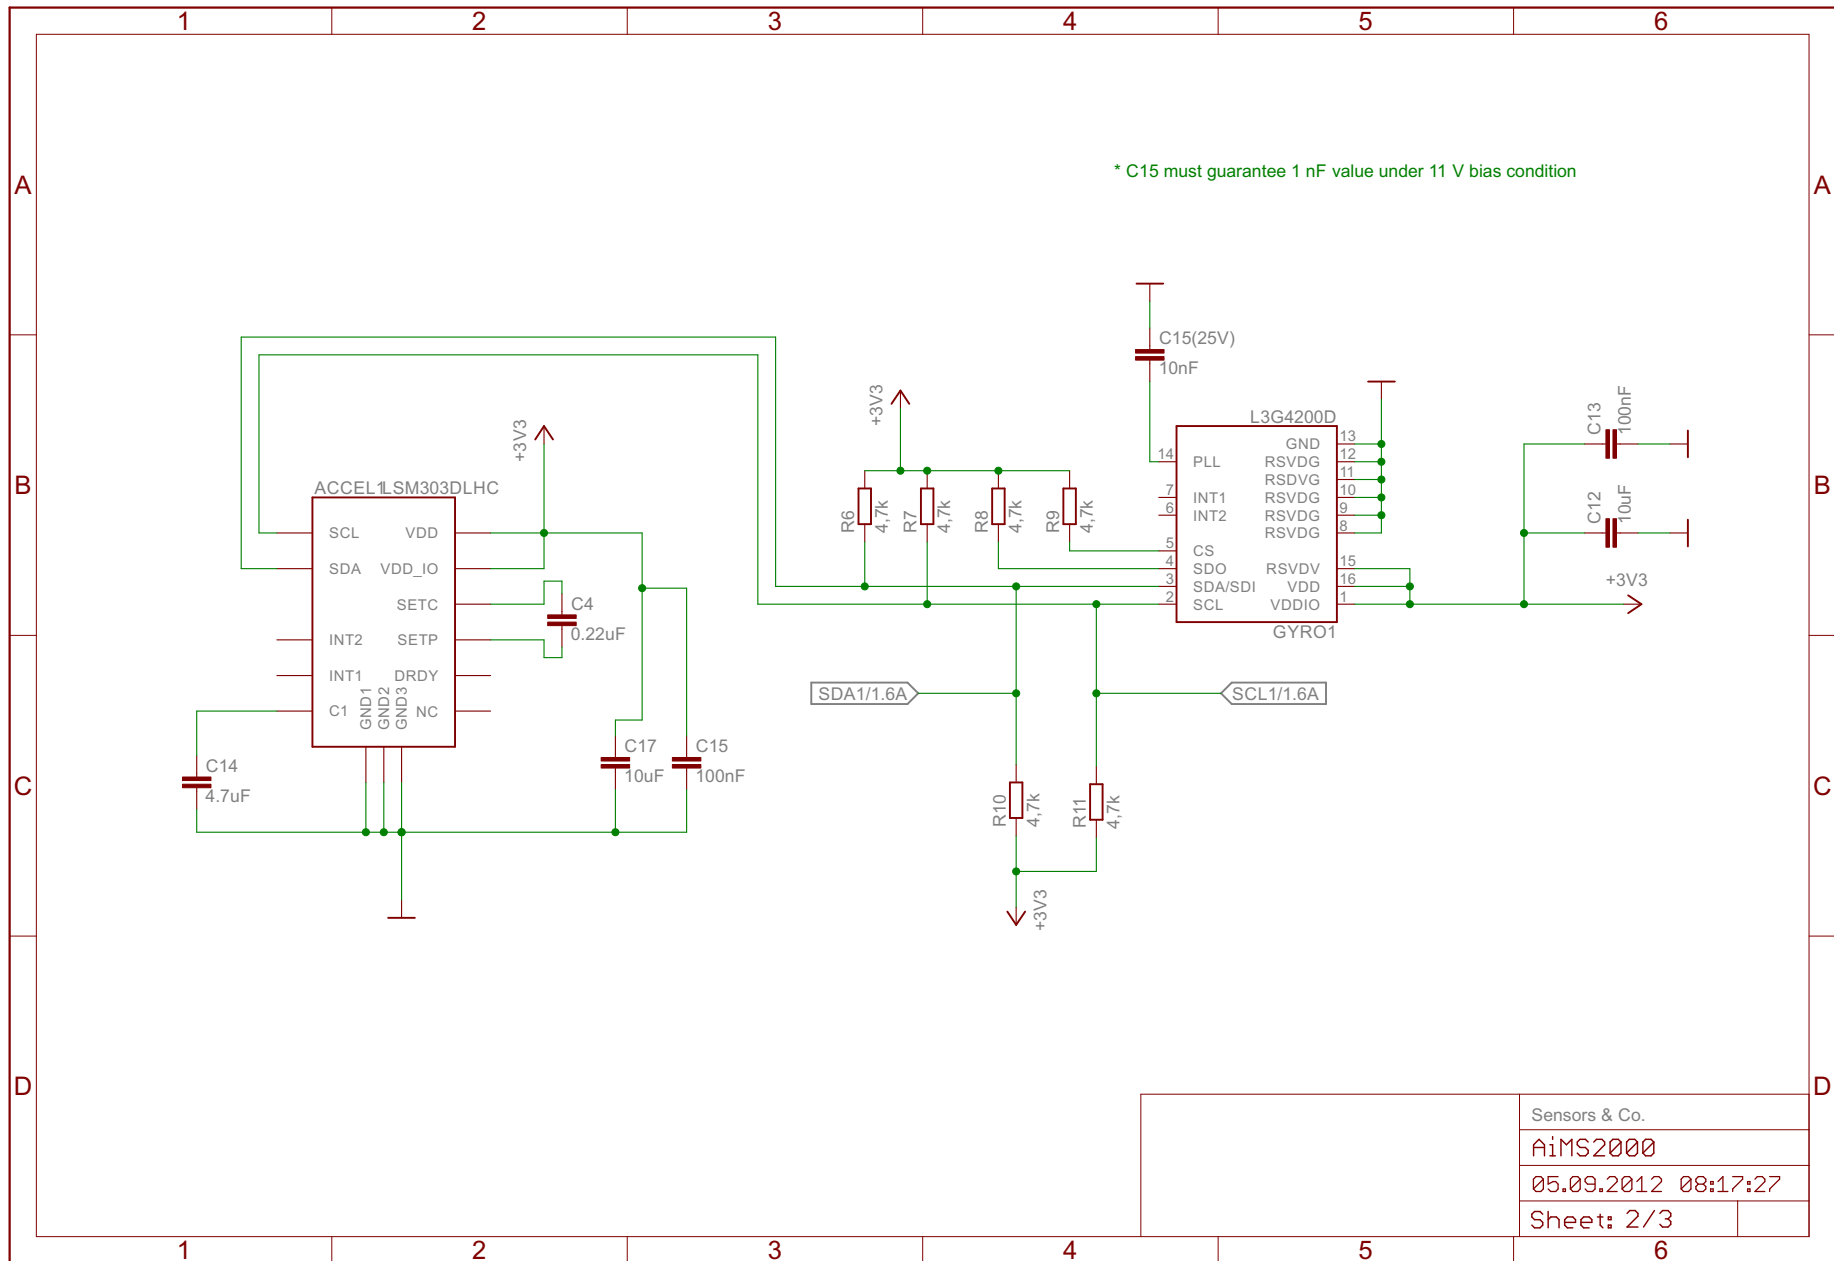 1 2 3 4 5 6
A A
* C15 must guarantee 1 nF value under 11 V bias condition
C15(25V)
10nF
+3V3
+3V3
L3G4200D
14 PLL
7 INT1
6 INT2
5 CS
4 SDO
3 SDA/SDI
2 SCL
GND 13
RSVDG 12
RSDVG 11
RSVDG 10
RSVDG 9
RSVDG 8
RSVDV 15
VDD 16
VDDIO 1
GYRO1
C13
100nF
C12
10uF
+3V3
B B
ACCEL1 LSM303DLHC
SCL VDD
SDA VDD_IO
SETC
INT2 SETP
INT1 DRDY
C1 NC
GND1
GND2
GND3
C4
0.22uF
R6
4,7k
R7
4,7k
R8
4,7k
R9
4,7k
SDA1/1.6A
SCL1/1.6A
C14
4.7uF
C17
10uF
C15
100nF
R10
4,7k
R11
4,7k
+3V3
C C
D D
Sensors & Co.
AiMS2000
05.09.2012 08:17:27
Sheet: 2/3
1 2 3 4 5 6